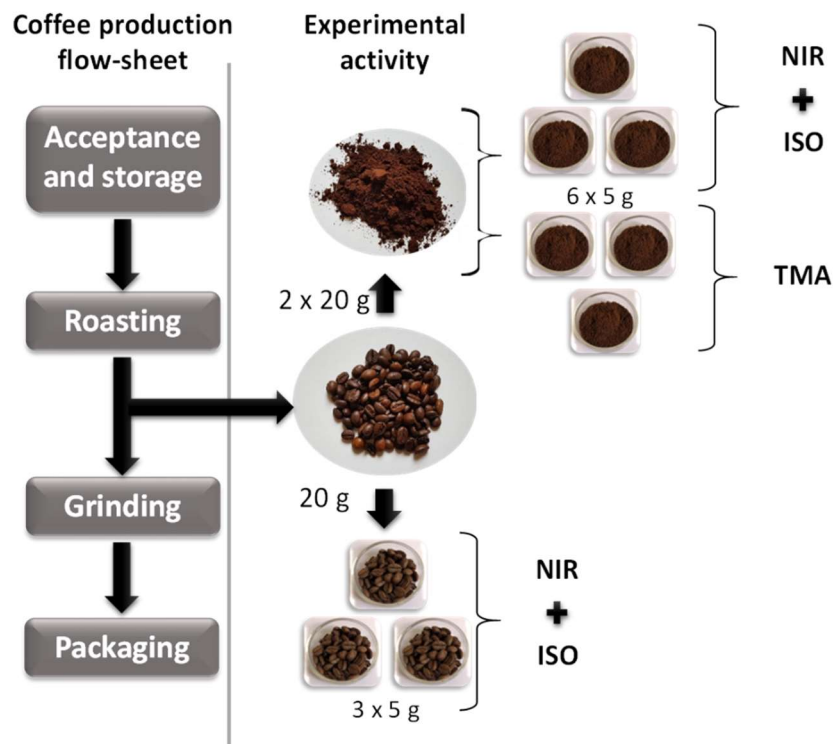 Coffee production
flow-sheet
Acceptance
and storage
Roasting
Grinding
Packaging
Experimental
activity
2 x 20 g
20 g
6 x 5 g
NIR
+
ISO
TMA
3 x 5 g
NIR
+
ISO